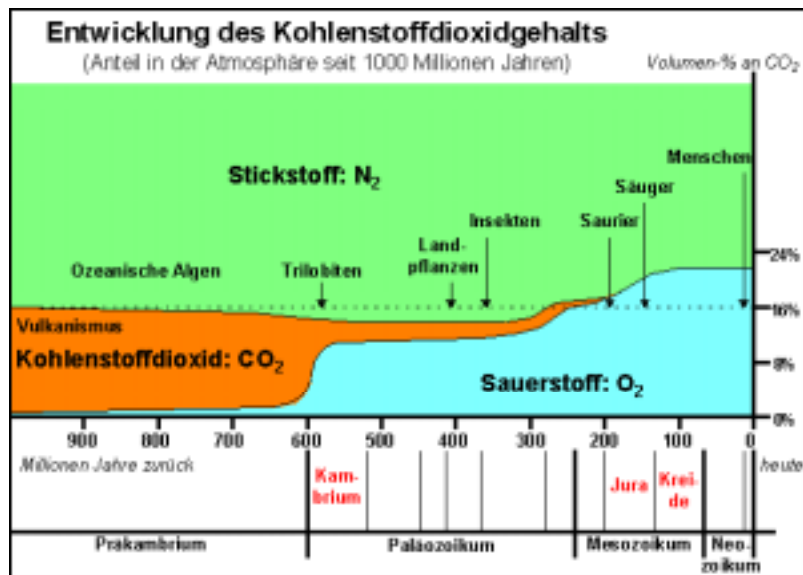 Entwicklung des Kohlenstoffdioxidgehalts
(Anteil in der Atmosphäre seit 1000 Millionen Jahren)
Volumen-% an CO₂
Stickstoff: N₂
Menschen
Säuger
Insekten
Saurier
Land-
pflanzen
Ozeanische Algen
Trilobiten
24%
16%
Vulkanismus
Kohlenstoffdioxid: CO₂
8%
Sauerstoff: O₂
0%
900 800 700 600 500 400 300 200 100 0
Millionen Jahre zurück
heute
Kam-
brium
Jura
Krei-
de
Präkambrium
Paläozoikum
Mesozoikum
Neo-
zoikum